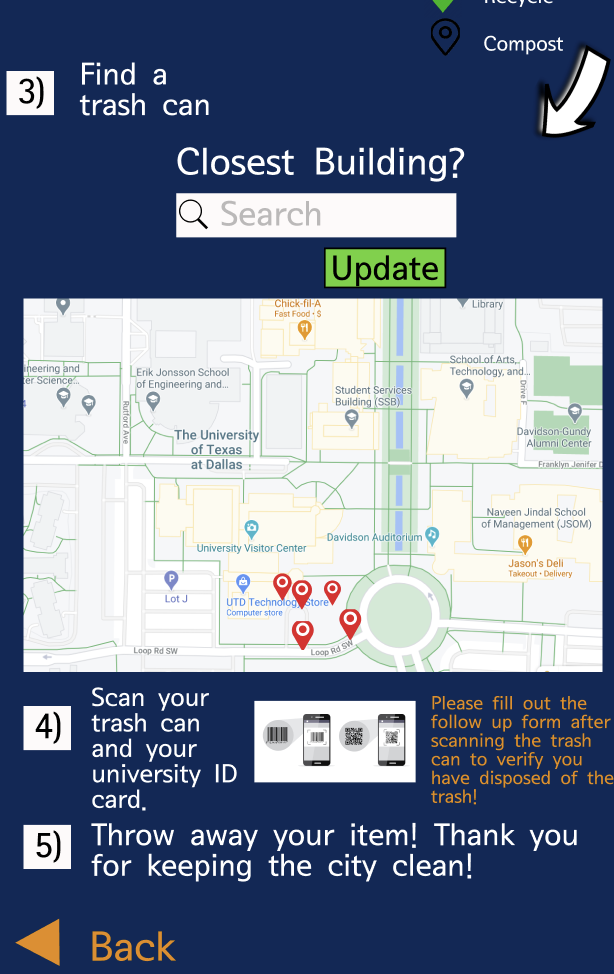 Recycle
Compost
3)
Find a
trash can
Closest Building?
Search
Update
Chick-fil-A
Fast Food • $
Library
ineering and
ter Science...
Erik Jonsson School
of Engineering and...
School of Arts,
Technology, and...
Student Services
Building (SSB)
Rutford Ave
Drive F
Davidson-Gundy
Alumni Center
The University
of Texas
at Dallas
Franklyn Jenifer D
Naveen Jindal School
of Management (JSOM)
Davidson Auditorium
University Visitor Center
Jason's Deli
Takeout • Delivery
P
Lot J
UTD Technology Store
Computer store
Loop Rd SW
Loop Rd SW
4)
Scan your
trash can
and your
university ID
card.
Please fill out the
follow up form after
scanning the trash
can to verify you
have disposed of the
trash!
5)
Throw away your item! Thank you
for keeping the city clean!
Back